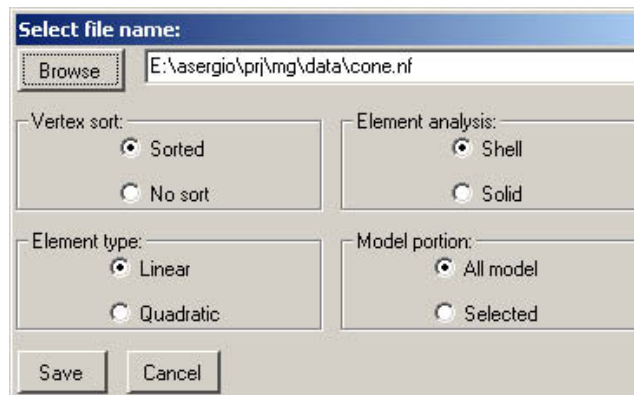 Select file name:
Browse E:\asergio\prj\mg\data\cone.nf
Vertex sort: Element analysis:
Sorted Shell
No sort Solid
Element type: Model portion:
Linear All model
Quadratic Selected
Save Cancel